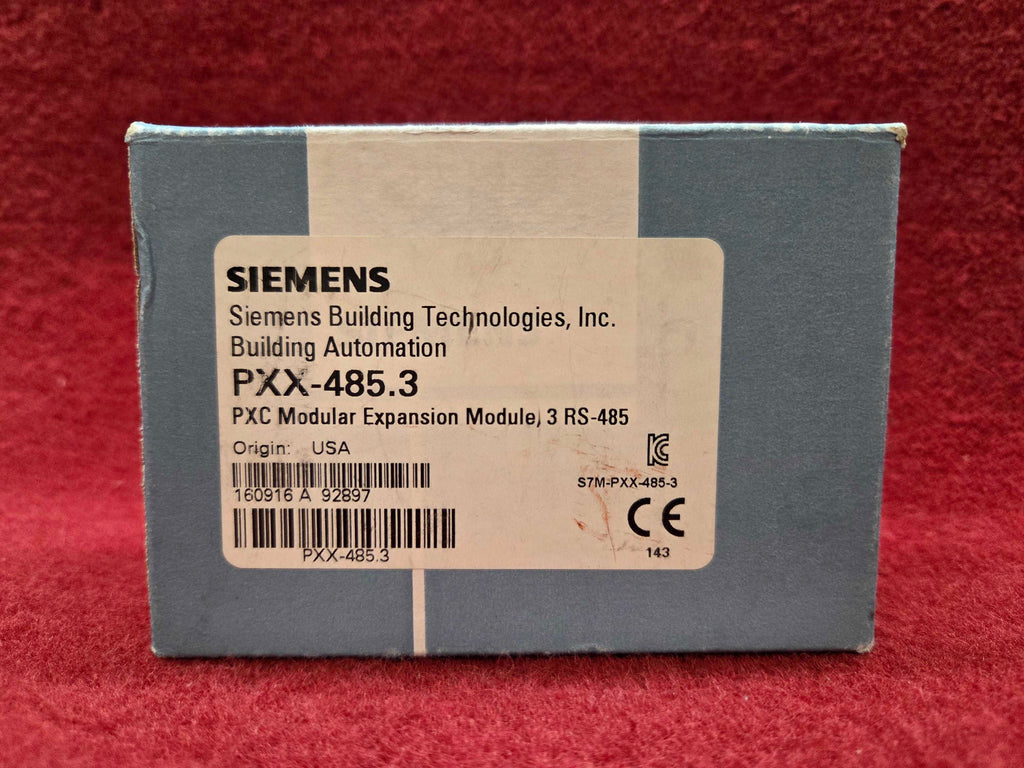 SIEMENS
Siemens Building Technologies, Inc.
Building Automation
PXX-485.3
PXC Modular Expansion Module, 3 RS-485
Origin: USA
160916 A 92897
PXX-485.3
S7M-PXX-485-3
CE
143